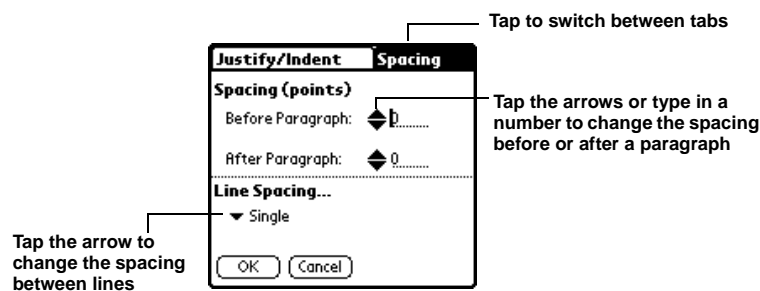 Tap to switch between tabs
Justify/Indent Spacing
Spacing (points)
Before Paragraph: 0
Tap the arrows or type in a
number to change the spacing
before or after a paragraph
After Paragraph: 0
Line Spacing...
Single
Tap the arrow to
change the spacing
between lines
OK Cancel